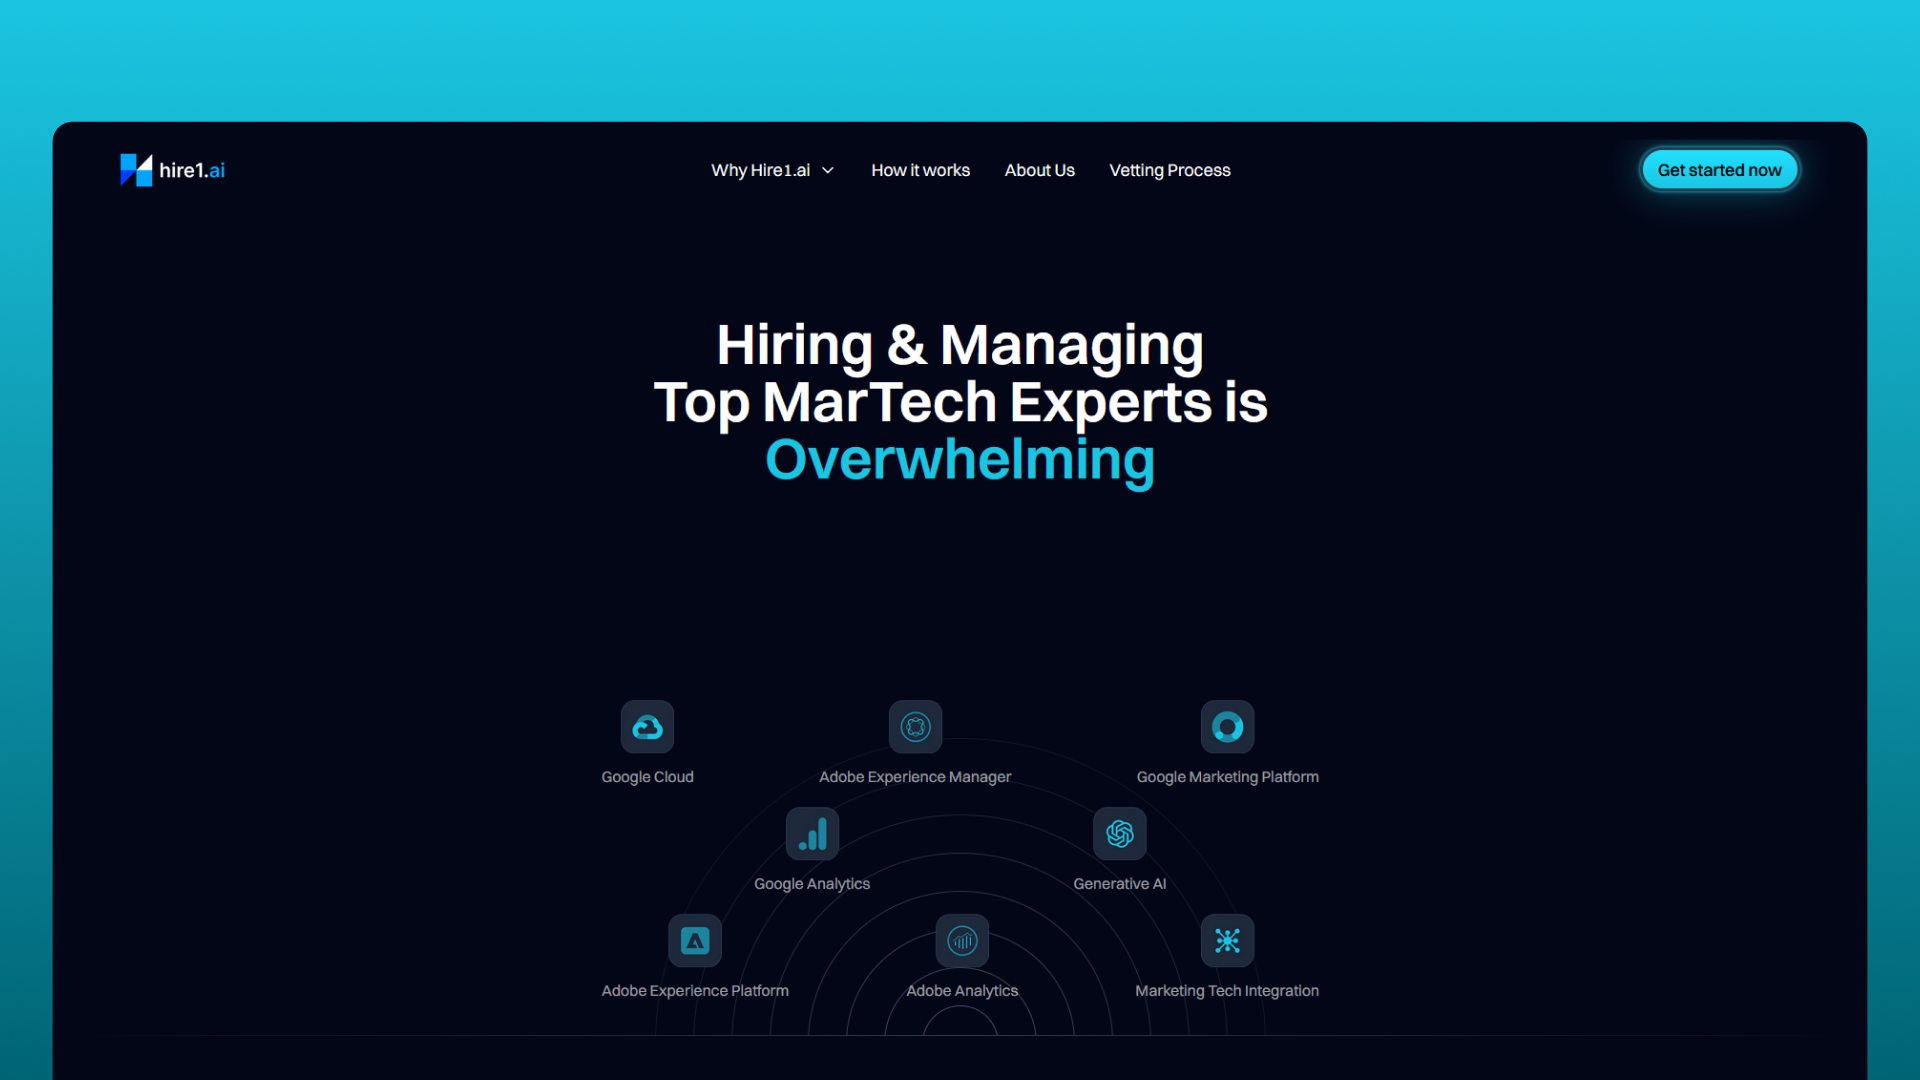 hire1.ai
Why Hire1.ai
How it works
About Us
Vetting Process
Get started now
Hiring & Managing
Top MarTech Experts is
Overwhelming
Google Cloud
Adobe Experience Manager
Google Marketing Platform
Google Analytics
Generative AI
Adobe Experience Platform
Adobe Analytics
Marketing Tech Integration